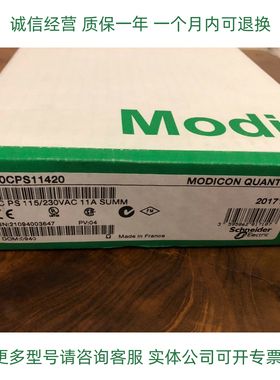 诚信经营 质保一年 一个月内可退换
Modi
0CPS11420
MODICON QUANT
C PS 115/230VAC 11A SUMM
2017
PV:04
Made in France
Schneider
Electric
更多型号请咨询客服 实体公司可开专票